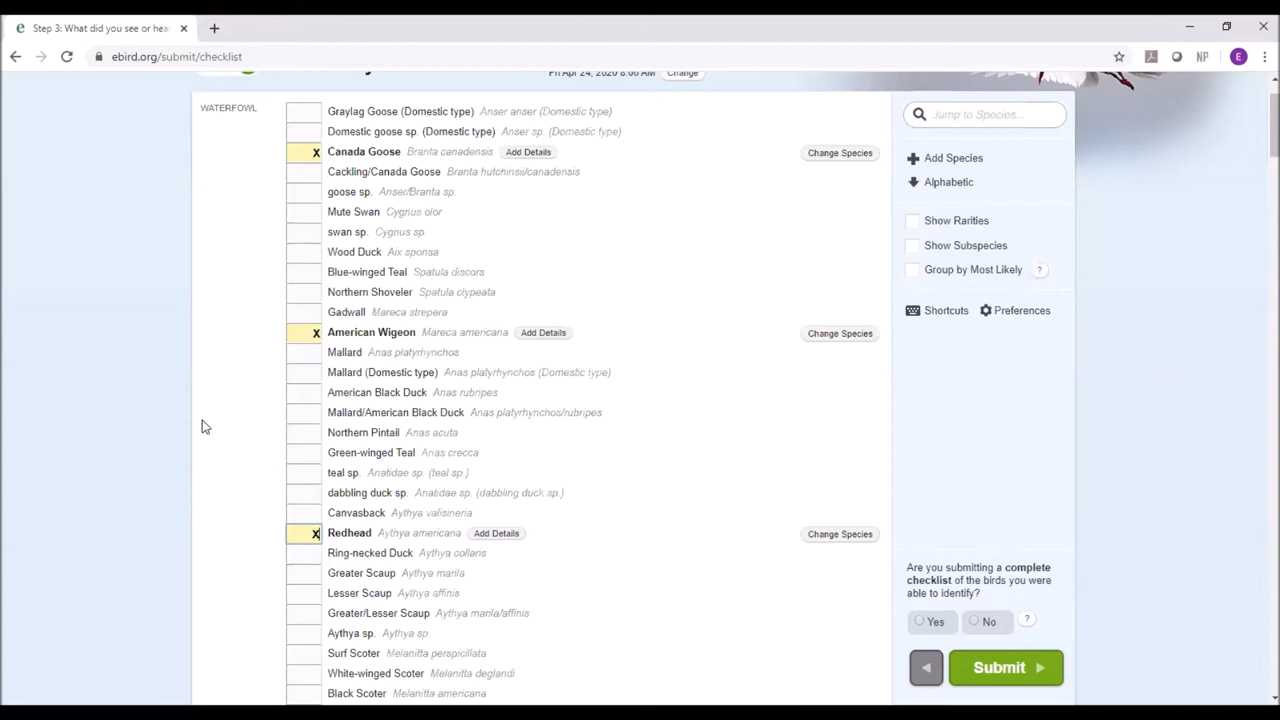 Step 3: What did you see or hea
ebird.org/submit/checklist
NP
E
Fri Apr 24, 2020 8:00 AM Change
WATERFOWL
Graylag Goose (Domestic type) Anser anser (Domestic type)
Domestic goose sp. (Domestic type) Anser sp. (Domastic type)
X Canada Goose Branta canadensis Add Details Change Species
Cackling/Canada Goose Branta hutchinsii/canadensis
goose sp. Anser/Branta sp.
Mute Swan Cygnus olor
swan sp. Cygnus sp
Wood Duck Aix sponsa
Blue-winged Teal Spatula discors
Northern Shoveler Spatula clypeata
Gadwall Mareca strepera
X American Wigeon Mareca americana Add Details Change Species
Mallard Anas platyrhynchos
Mallard (Domestic type) Anas platyrhynchos (Domestic type)
American Black Duck Anas rubripes
Mallard/American Black Duck Anas platyrhynchos/rubripes
Northern Pintail Anas acuta
Green-winged Teal Anas crecca
teal sp. Anatidae sp. (teal sp.)
dabbling duck sp. Anatidae sp. (dabbling duck sp.)
Canvasback Aythya valisineria
X Redhead Aythya americana Add Details Change Species
Ring-necked Duck Aythya collaris
Greater Scaup Aythya marila
Lesser Scaup Aythya affinis
Greater/Lesser Scaup Aythya marila/affinis
Aythya sp. Aythya sp
Surf Scoter Melanitta perspicillata
White-winged Scoter Melanitta deglandi
Black Scoter Melanitta americana
Jump to Species...
Add Species
Alphabetic
Show Rarities
Show Subspecies
Group by Most Likely ?
Shortcuts Preferences
Are you submitting a complete
checklist of the birds you were
able to identify?
Yes No ?
Submit